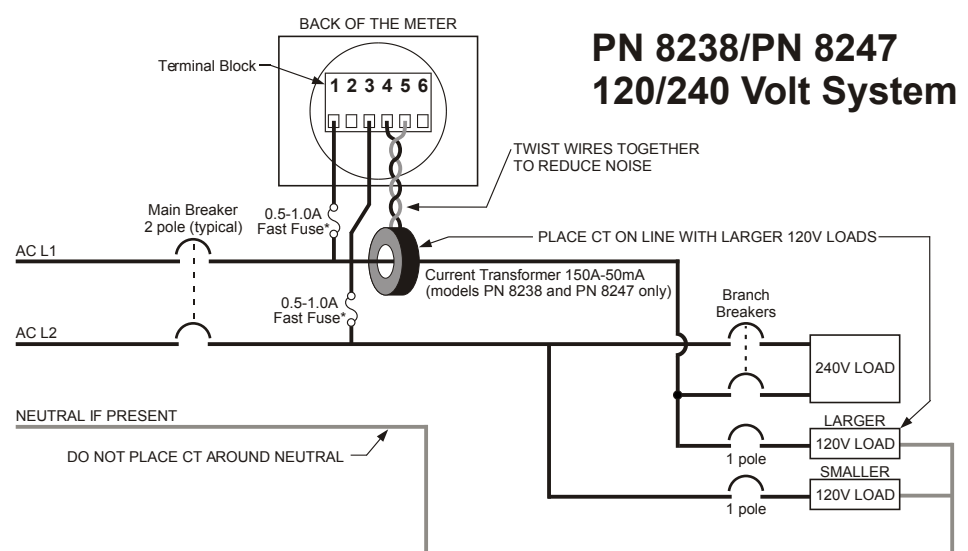 BACK OF THE METER
PN 8238/PN 8247
120/240 Volt System
Terminal Block
1 2 3 4 5 6
TWIST WIRES TOGETHER
TO REDUCE NOISE
Main Breaker
2 pole (typical)
0.5-1.0A
Fast Fuse*
PLACE CT ON LINE WITH LARGER 120V LOADS
AC L1
Current Transformer 150A-50mA
(models PN 8238 and PN 8247 only)
0.5-1.0A
Fast Fuse*
Branch
Breakers
AC L2
240V LOAD
NEUTRAL IF PRESENT
LARGER
120V LOAD
1 pole
DO NOT PLACE CT AROUND NEUTRAL
SMALLER
120V LOAD
1 pole